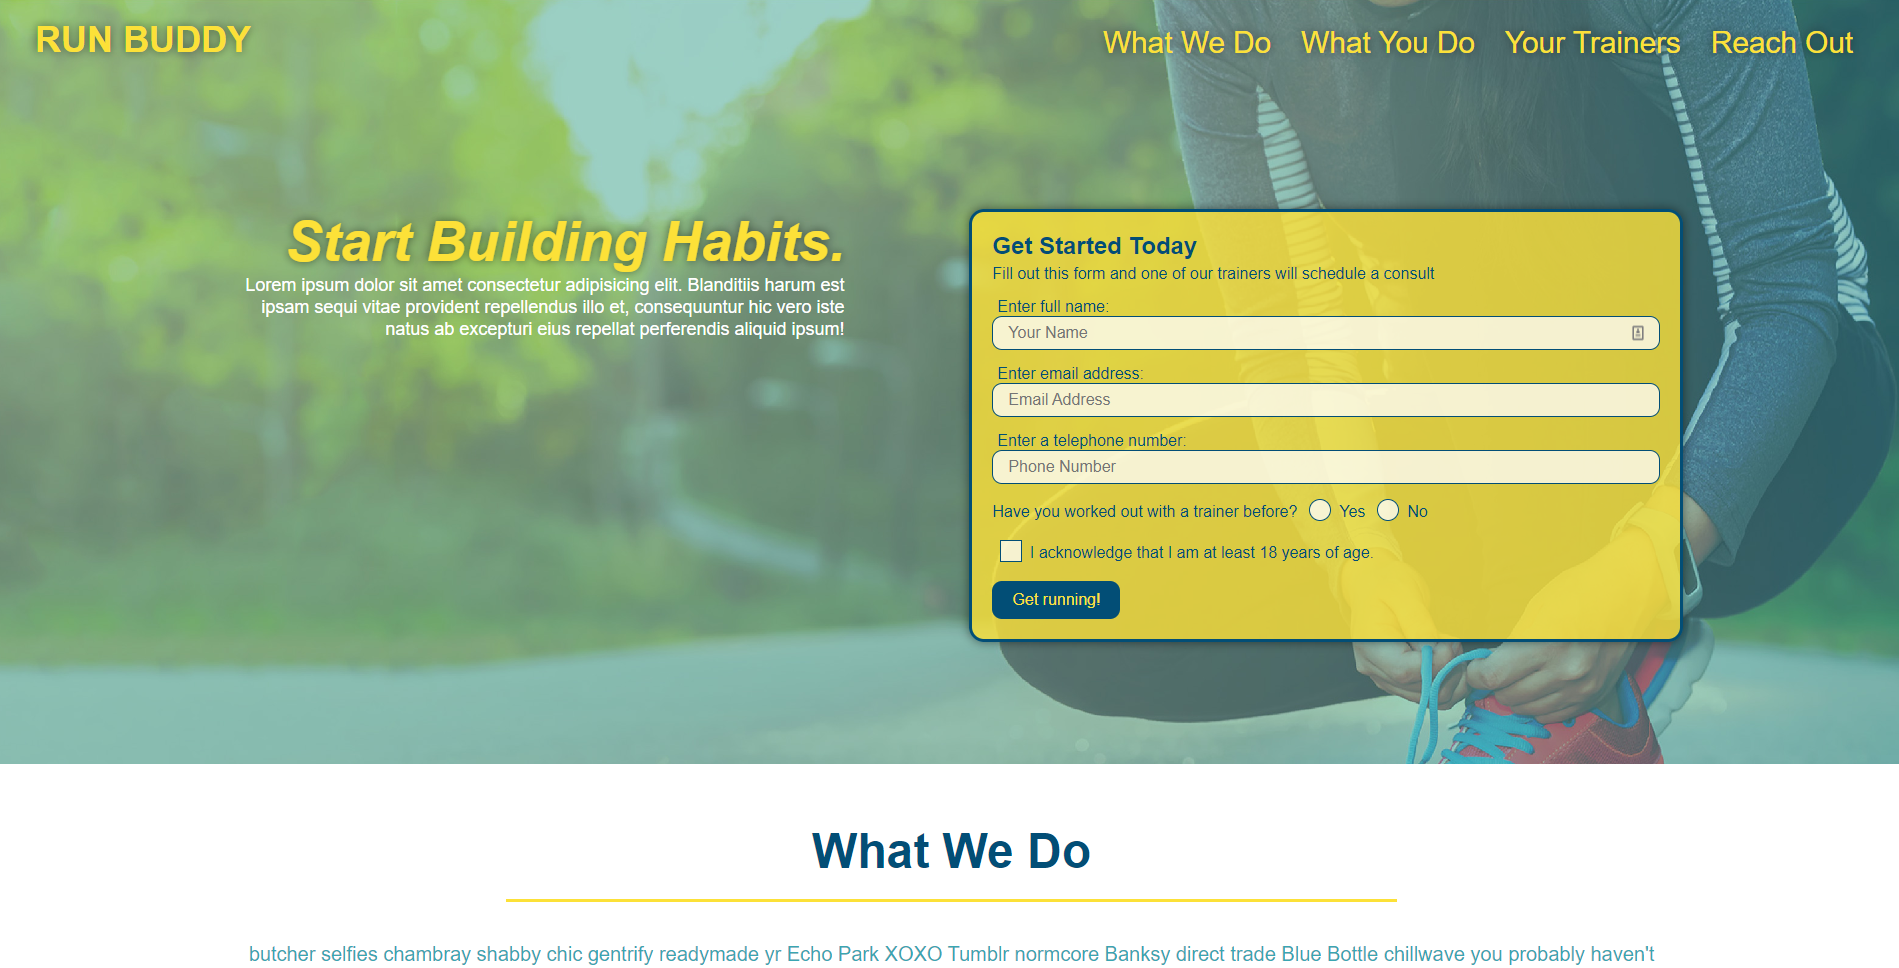 RUN BUDDY
What We Do
What You Do
Your Trainers
Reach Out
Start Building Habits.
Lorem ipsum dolor sit amet consectetur adipisicing elit. Blanditiis harum est
ipsam sequi vitae provident repellendus illo et, consequuntur hic vero iste
natus ab excepturi eius repellat perferendis aliquid ipsum!
Get Started Today
Fill out this form and one of our trainers will schedule a consult
Enter full name:
Your Name
Enter email address:
Email Address
Enter a telephone number:
Phone Number
Have you worked out with a trainer before? Yes No
I acknowledge that I am at least 18 years of age.
Get running!
What We Do
butcher selfies chambray shabby chic gentrify readymade yr Echo Park XOXO Tumblr normcore Banksy direct trade Blue Bottle chillwave you probably haven't